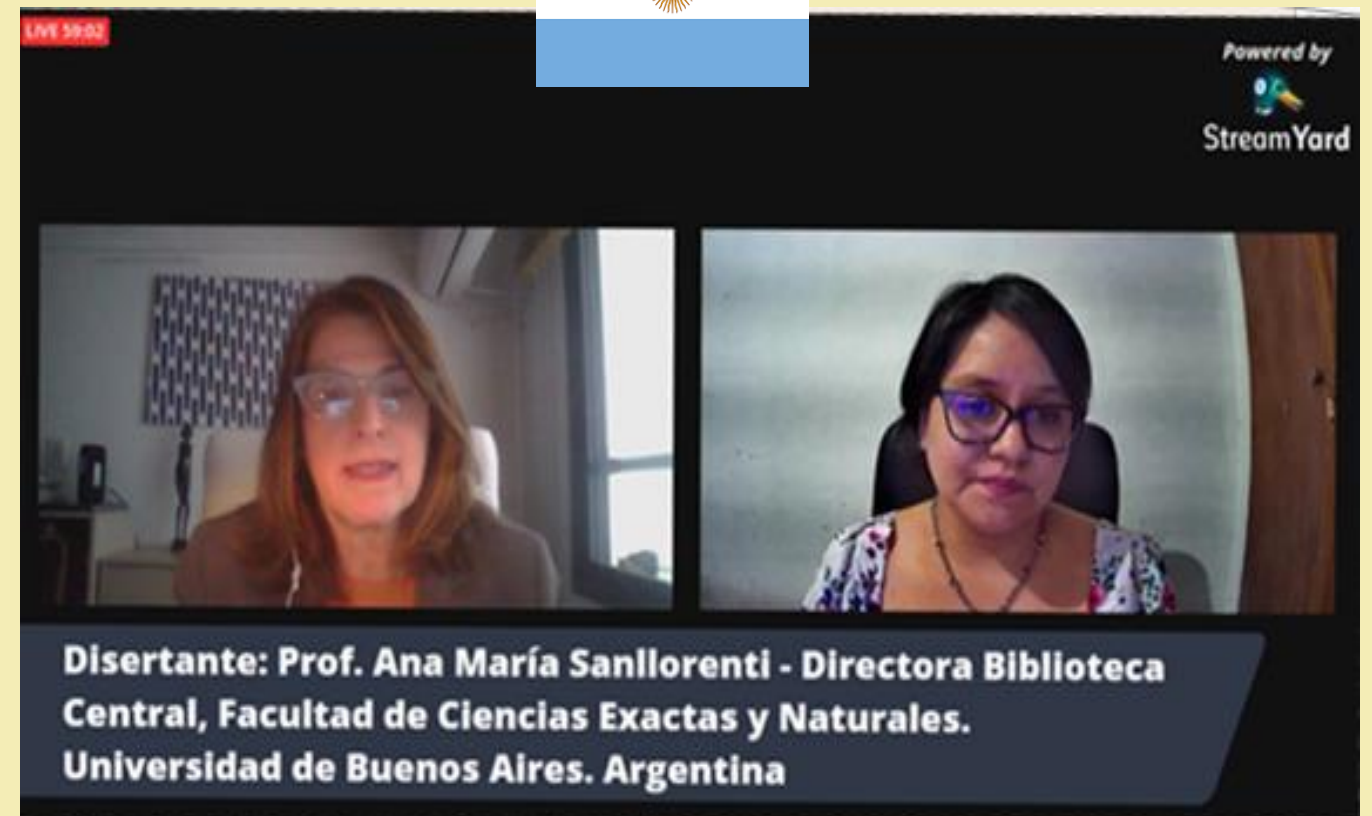 LIVE 59:02
Powered by
StreamYard
Disertante: Prof. Ana María Sanllorenti - Directora Biblioteca
Central, Facultad de Ciencias Exactas y Naturales.
Universidad de Buenos Aires. Argentina